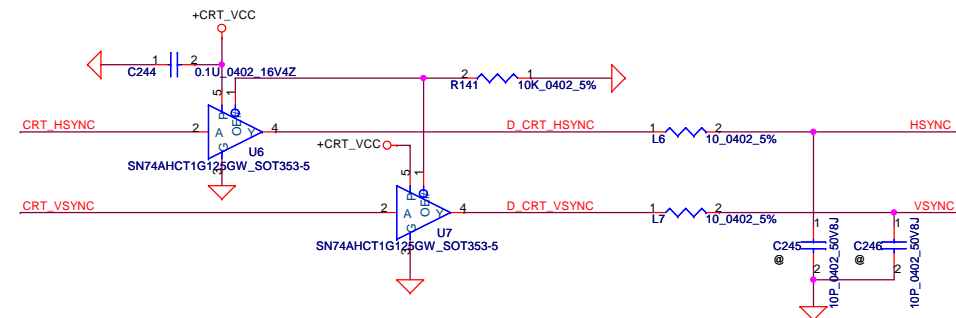 +CRT_VCC
1
2
C244
0.1U_0402_16V4Z
2
1
R141
10K_0402_5%
5
1
P
OE#
CRT_HSYNC
2
A
Y
4
D_CRT_HSYNC
1
2
HSYNC
G
U6
L6
10_0402_5%
+CRT_VCC
3
SN74AHCT1G125GW_SOT353-5
5
1
P
OE#
CRT_VSYNC
2
A
Y
4
D_CRT_VSYNC
1
2
VSYNC
G
U7
L7
10_0402_5%
3
SN74AHCT1G125GW_SOT353-5
1
1
C245
C246
@
@
2
2
10P_0402_50V8J
10P_0402_50V8J